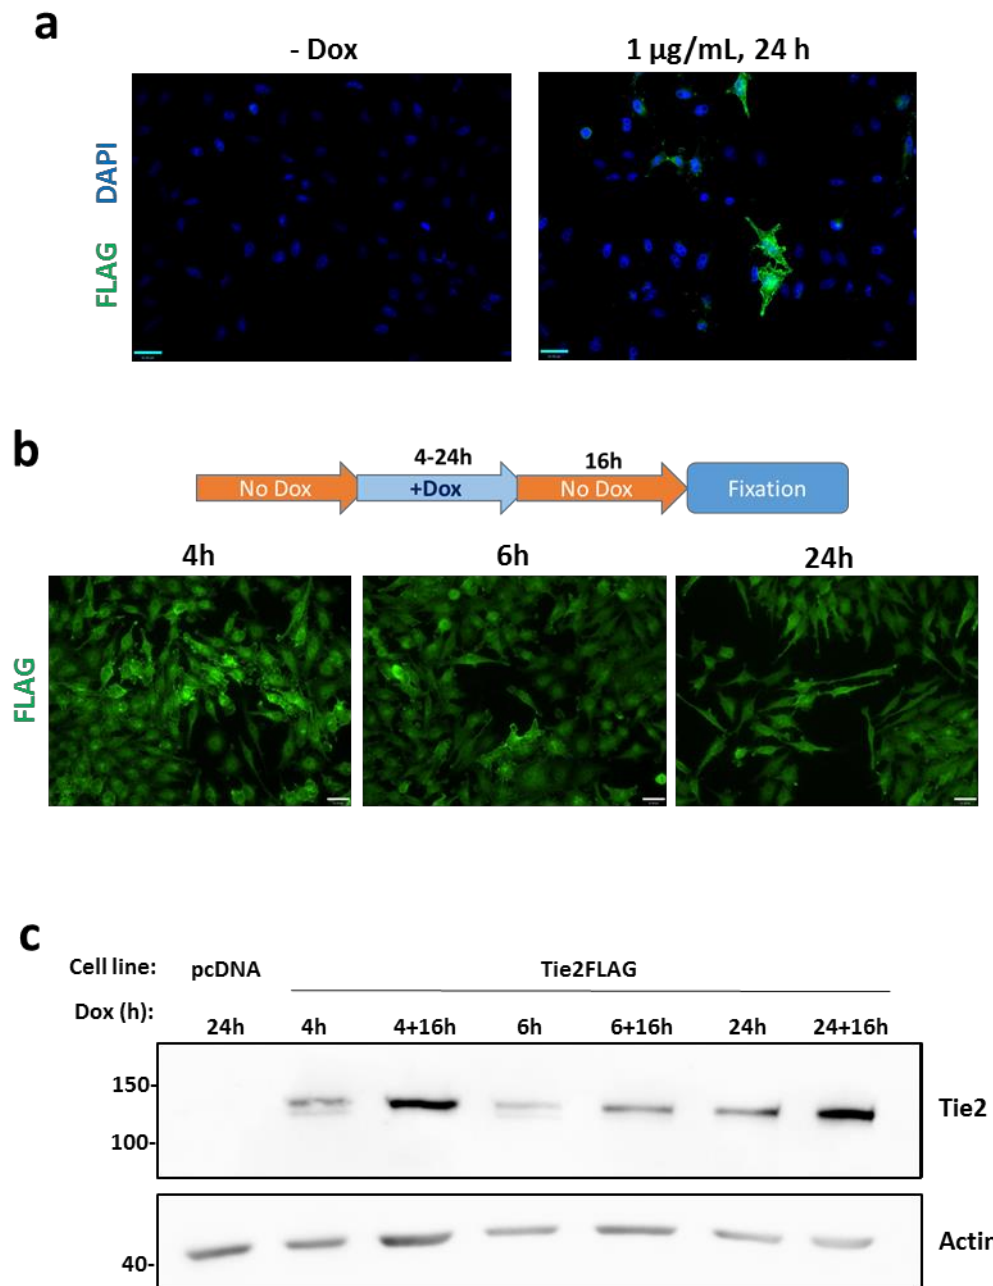 a
- Dox
1 µg/mL, 24 h
FLAG DAPI
b
4-24h
16h
No Dox
+Dox
No Dox
Fixation
4h
6h
24h
FLAG
c
Cell line:
pcDNA
Tie2FLAG
Dox (h):
24h
4h
4+16h
6h
6+16h
24h
24+16h
150-
100-
Tie2
40-
Actin